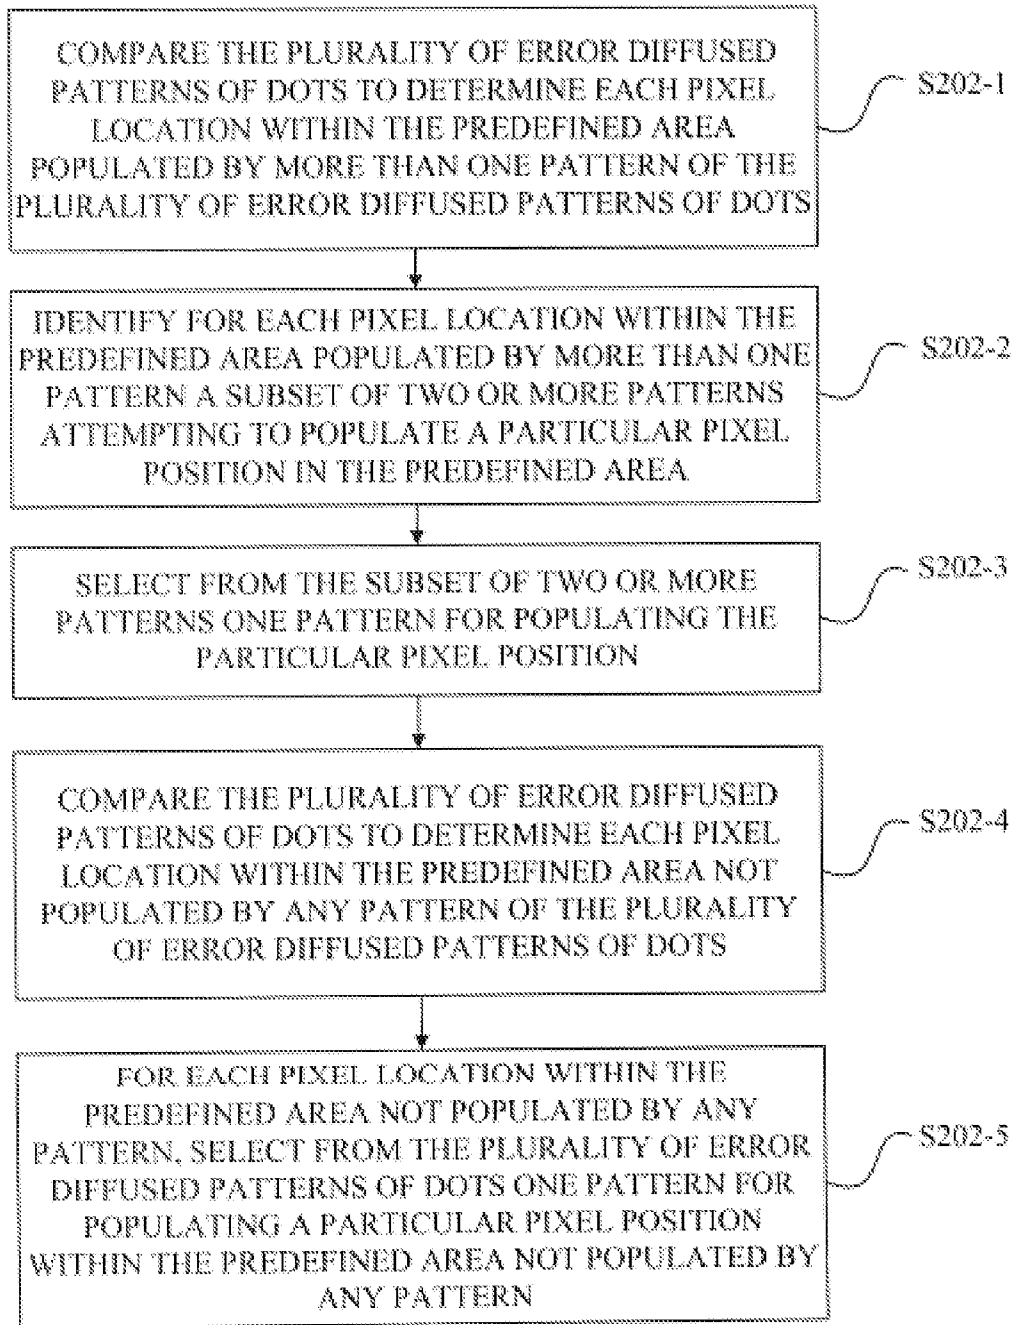 COMPARE THE PLURALITY OF ERROR DIFFUSED
PATTERNS OF DOTS TO DETERMINE EACH PIXEL
LOCATION WITHIN THE PREDEFINED AREA
POPULATED BY MORE THAN ONE PATTERN OF THE
PLURALITY OF ERROR DIFFUSED PATTERNS OF DOTS
S202-1
IDENTIFY FOR EACH PIXEL LOCATION WITHIN THE
PREDEFINED AREA POPULATED BY MORE THAN ONE
PATTERN A SUBSET OF TWO OR MORE PATTERNS
ATTEMPTING TO POPULATE A PARTICULAR PIXEL
POSITION IN THE PREDEFINED AREA
S202-2
SELECT FROM THE SUBSET OF TWO OR MORE
PATTERNS ONE PATTERN FOR POPULATING THE
PARTICULAR PIXEL POSITION
S202-3
COMPARE THE PLURALITY OF ERROR DIFFUSED
PATTERNS OF DOTS TO DETERMINE EACH PIXEL
LOCATION WITHIN THE PREDEFINED AREA NOT
POPULATED BY ANY PATTERN OF THE PLURALITY
OF ERROR DIFFUSED PATTERNS OF DOTS
S202-4
FOR EACH PIXEL LOCATION WITHIN THE
PREDEFINED AREA NOT POPULATED BY ANY
PATTERN, SELECT FROM THE PLURALITY OF ERROR
DIFFUSED PATTERNS OF DOTS ONE PATTERN FOR
POPULATING A PARTICULAR PIXEL POSITION
WITHIN THE PREDEFINED AREA NOT POPULATED BY
ANY PATTERN
S202-5